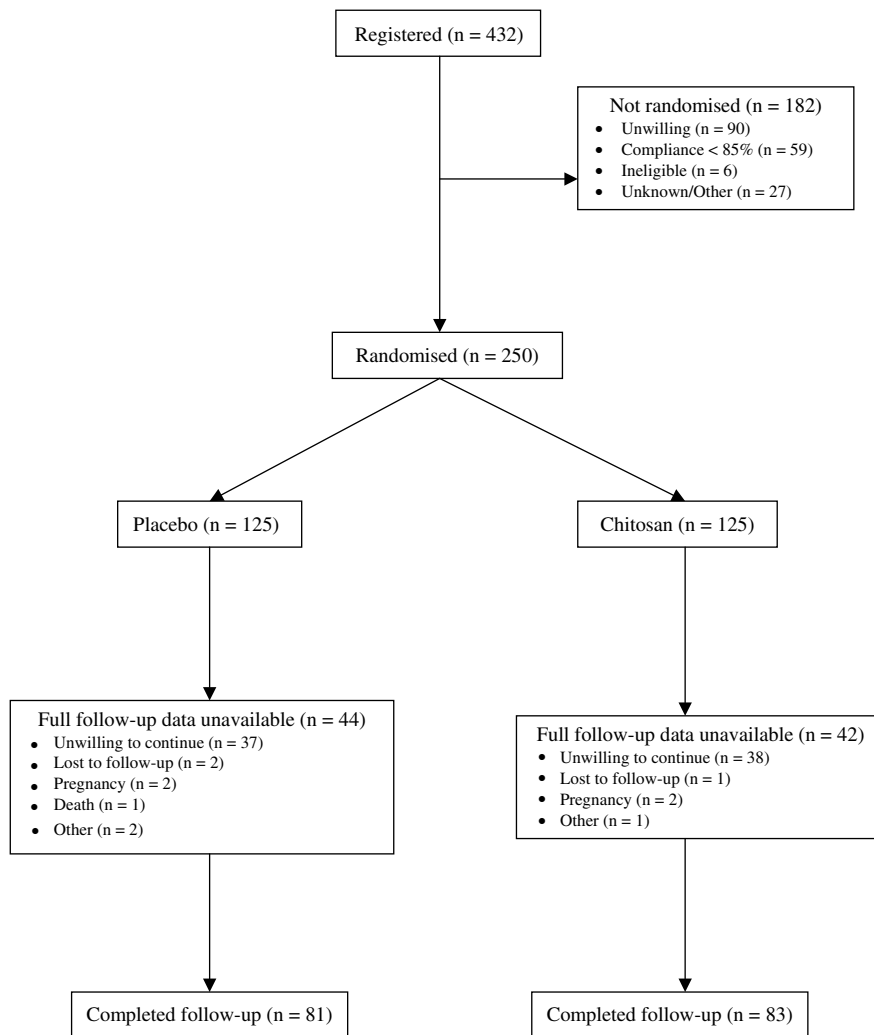 Registered (n = 432)
Not randomised (n = 182)
• Unwilling (n = 90)
• Compliance < 85% (n = 59)
• Ineligible (n = 6)
• Unknown/Other (n = 27)
Randomised (n = 250)
Placebo (n = 125)
Chitosan (n = 125)
Full follow-up data unavailable (n = 44)
• Unwilling to continue (n = 37)
• Lost to follow-up (n = 2)
• Pregnancy (n = 2)
• Death (n = 1)
• Other (n = 2)
Full follow-up data unavailable (n = 42)
• Unwilling to continue (n = 38)
• Lost to follow-up (n = 1)
• Pregnancy (n = 2)
• Other (n = 1)
Completed follow-up (n = 81)
Completed follow-up (n = 83)